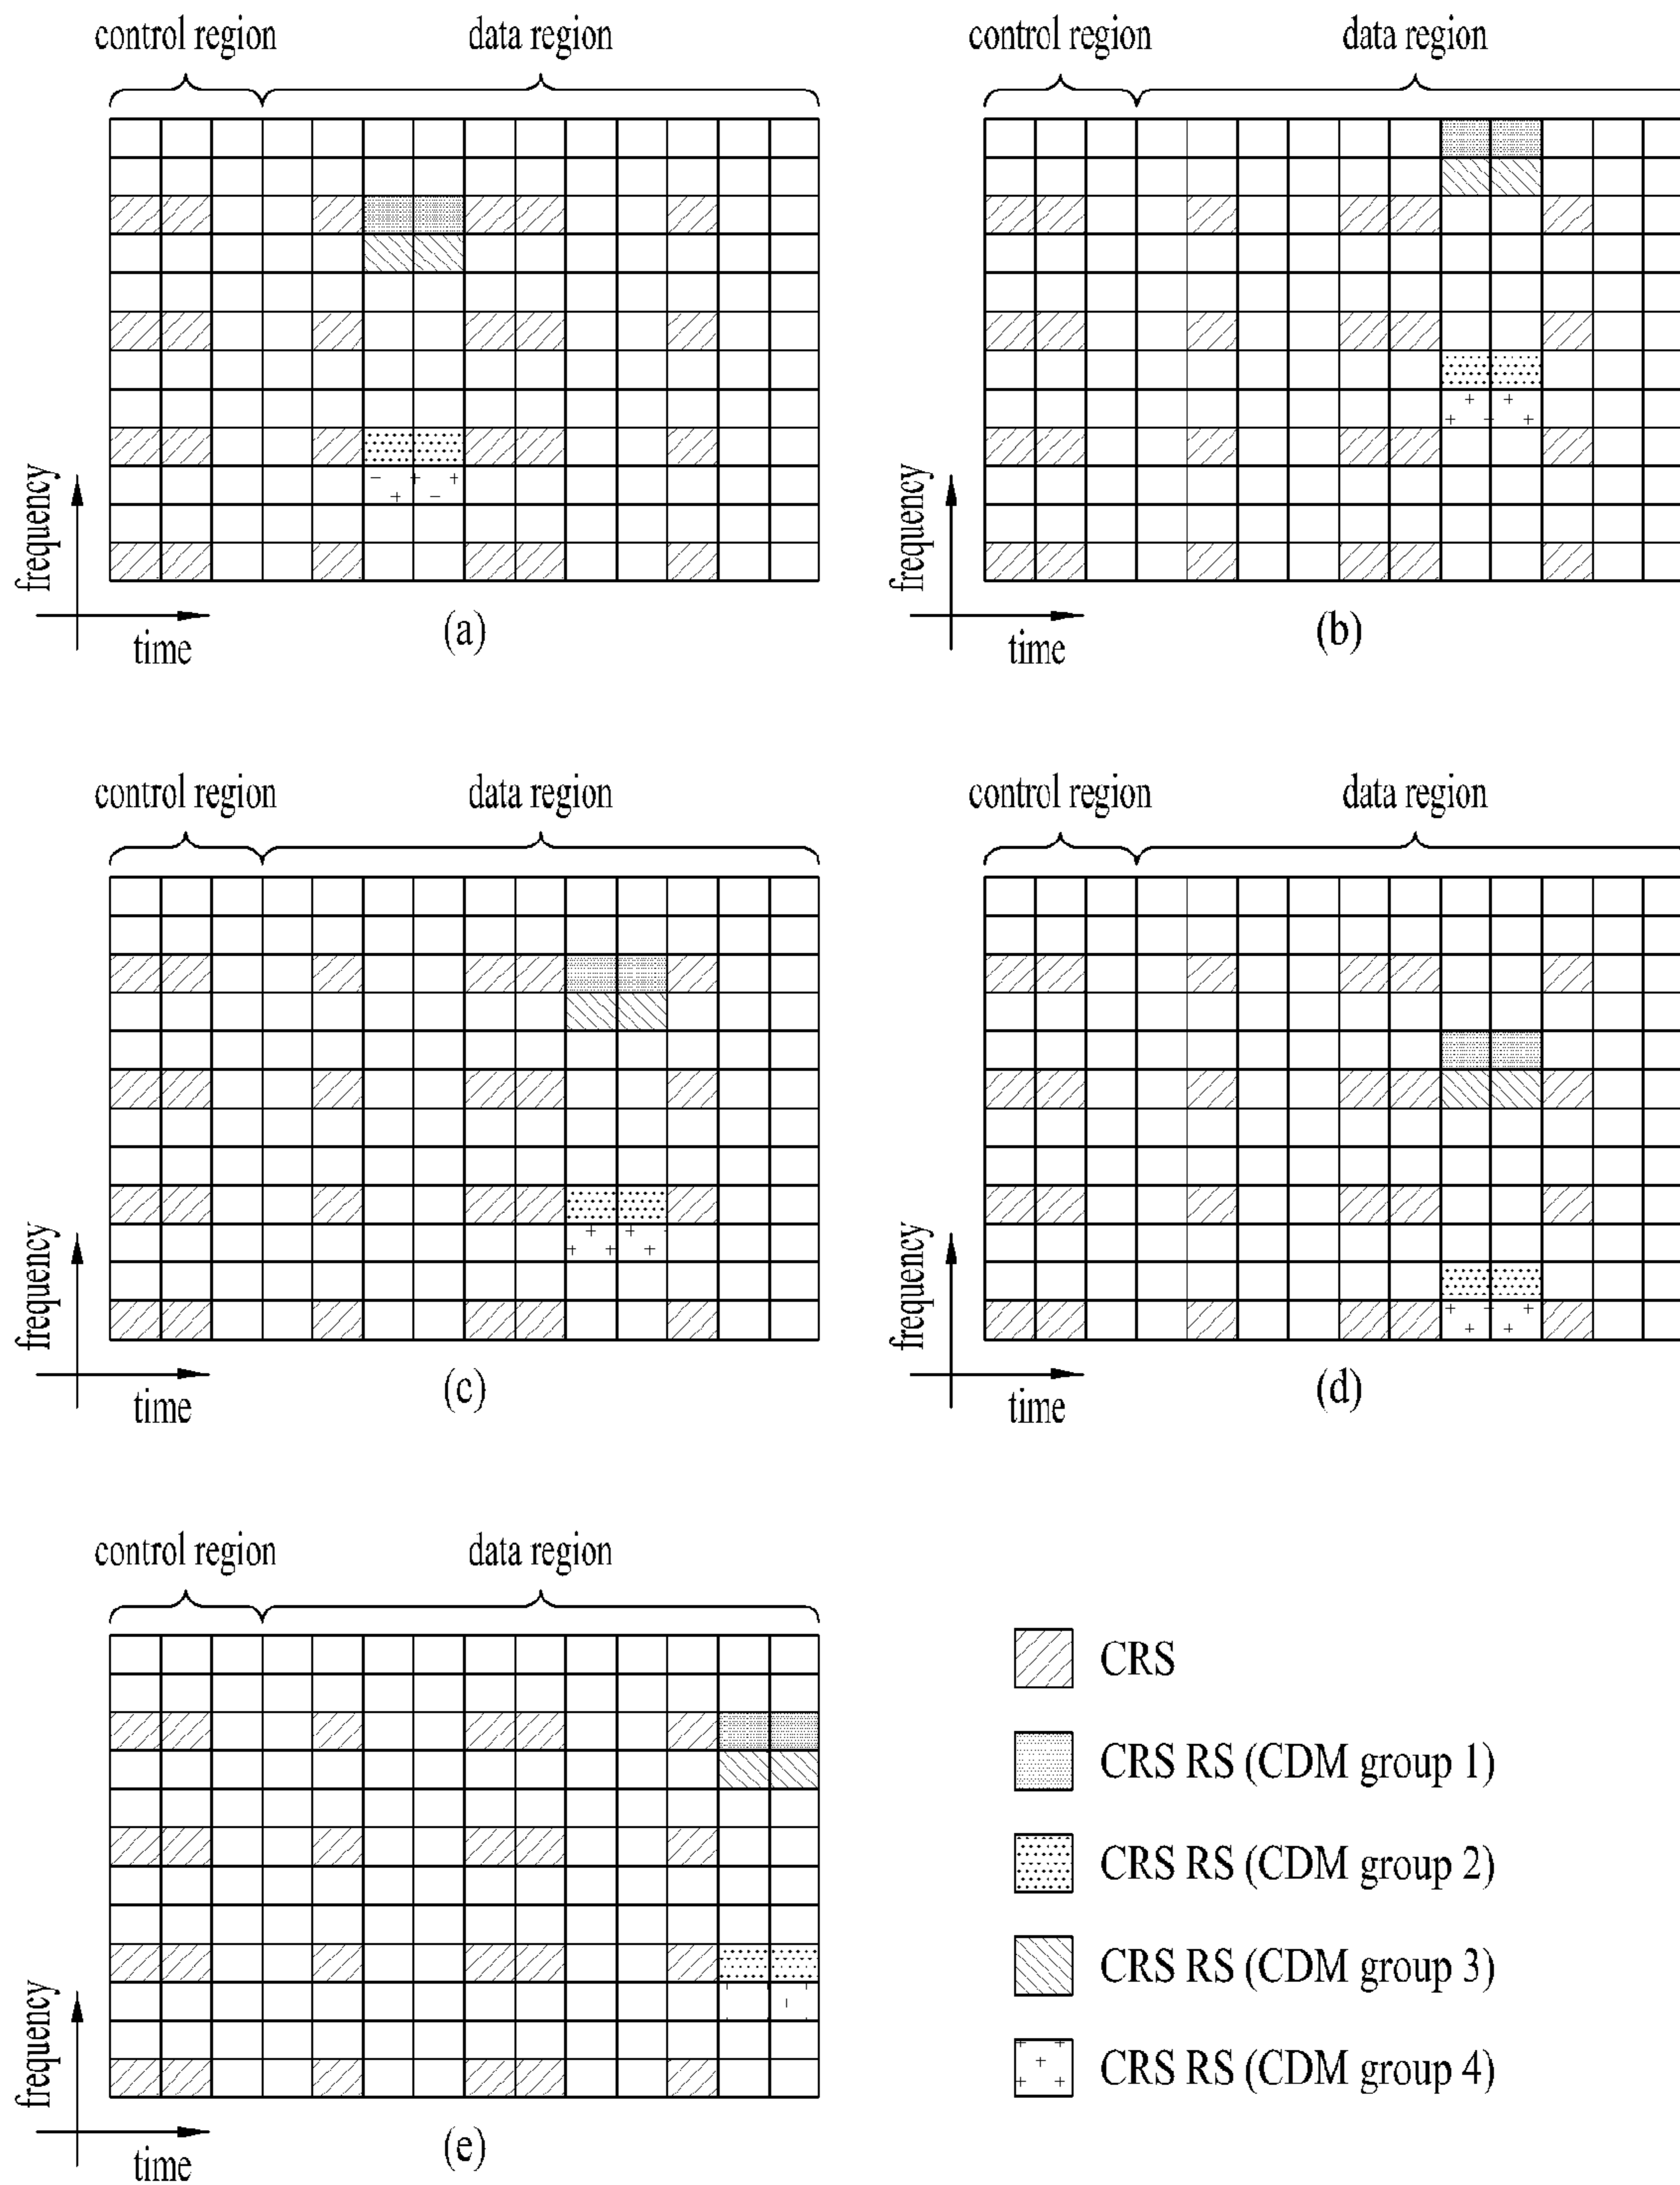 control region
data region
control region
data region
frequency
time
(a)
frequency
time
(b)
control region
data region
control region
data region
frequency
time
(c)
frequency
time
(d)
control region
data region
frequency
time
(e)
CRS
CRS RS (CDM group 1)
CRS RS (CDM group 2)
CRS RS (CDM group 3)
CRS RS (CDM group 4)